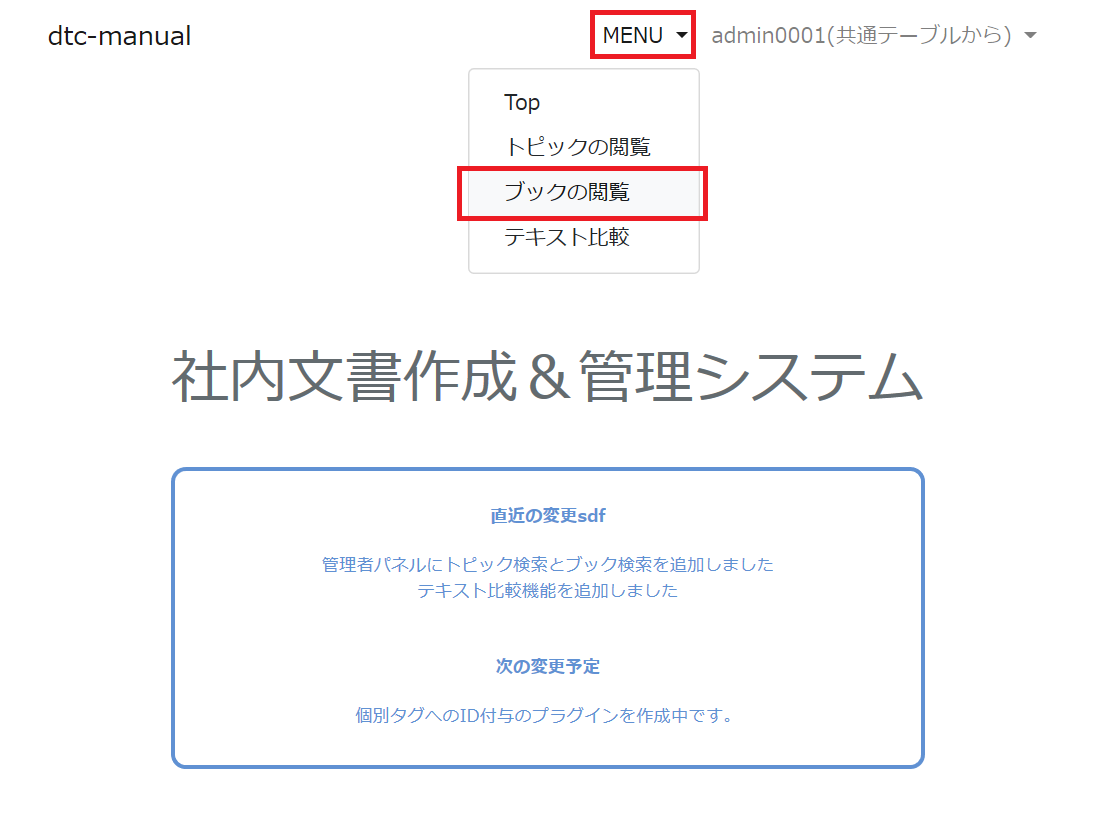 dtc-manual
MENU
admin0001(共通テーブルから)
Top
トピックの閲覧
ブックの閲覧
テキスト比較
社内文書作成＆管理システム
直近の変更sdf
管理者パネルにトピック検索とブック検索を追加しました
テキスト比較機能を追加しました
次の変更予定
個別タグへのID付与のプラグインを作成中です。